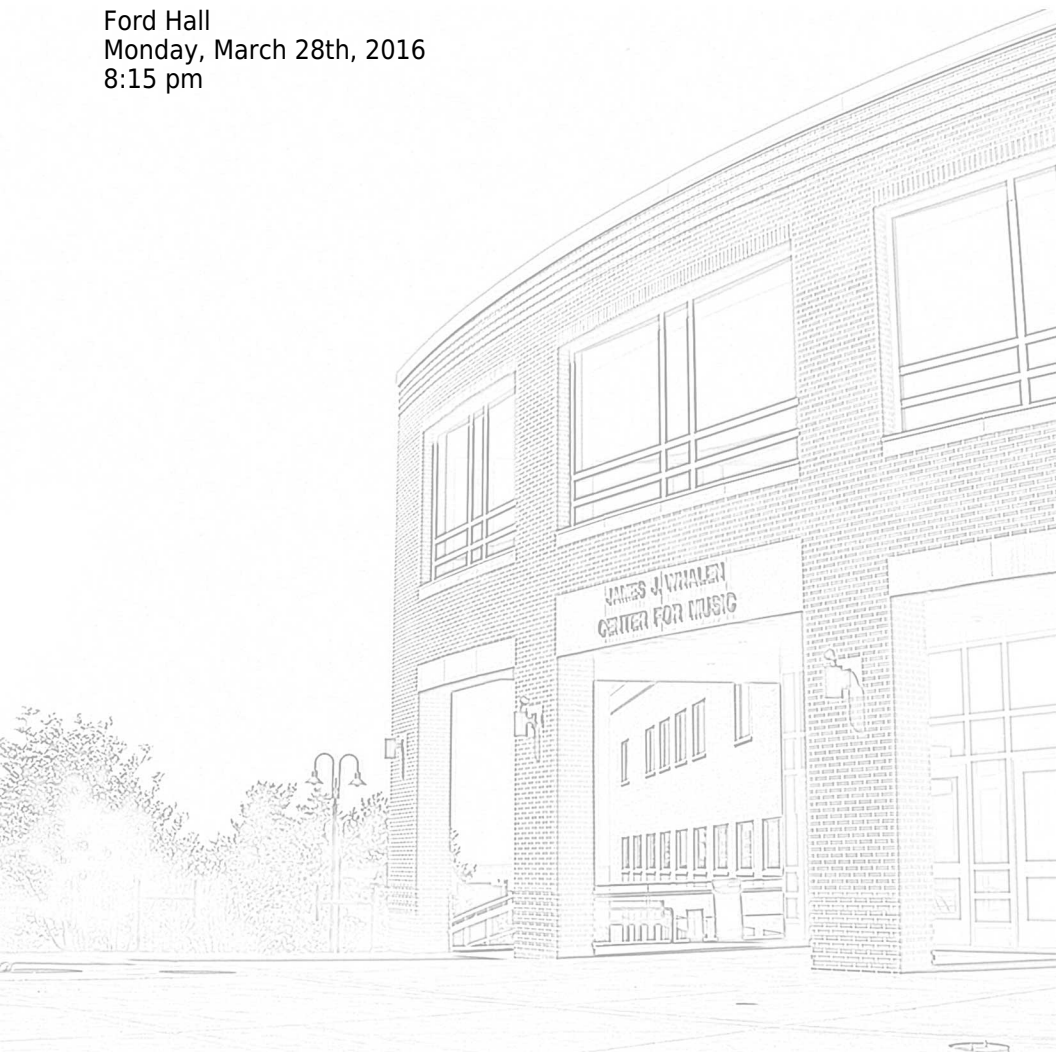 Ford Hall
Monday, March 28th, 2016
8:15 pm
JAMES J. WHALEN
CENTER FOR MUSIC